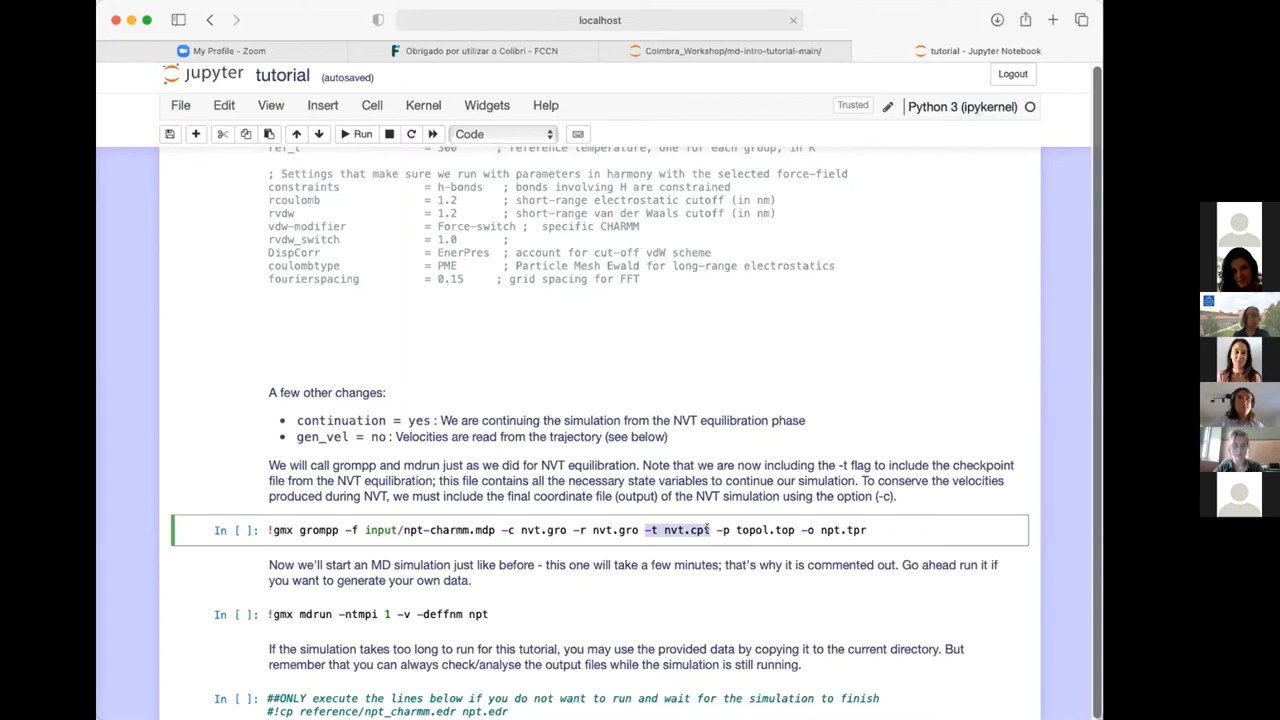 localhost
My Profile - Zoom
Obrigado por utilizar o Colibri - FCCN
Coimbra_Workshop/md-intro-tutorial-main/
tutorial - Jupyter Notebook
jupyter tutorial (autosaved)
Logout
File Edit View Insert Cell Kernel Widgets Help
Trusted
Python 3 (ipykernel)
Run
Code
ref_t = 300 ; reference temperature, one for each group, in K
; Settings that make sure we run with parameters in harmony with the selected force-field
constraints = h-bonds ; bonds involving H are constrained
rcoulomb = 1.2 ; short-range electrostatic cutoff (in nm)
rvdw = 1.2 ; short-range van der Waals cutoff (in nm)
vdw-modifier = Force-switch ; specific CHARMM
rvdw_switch = 1.0 ;
DispCorr = EnerPres ; account for cut-off vdW scheme
coulombtype = PME ; Particle Mesh Ewald for long-range electrostatics
fourierspacing = 0.15 ; grid spacing for FFT
A few other changes:
• continuation = yes : We are continuing the simulation from the NVT equilibration phase
• gen_vel = no : Velocities are read from the trajectory (see below)
We will call grompp and mdrun just as we did for NVT equilibration. Note that we are now including the -t flag to include the checkpoint
file from the NVT equilibration; this file contains all the necessary state variables to continue our simulation. To conserve the velocities
produced during NVT, we must include the final coordinate file (output) of the NVT simulation using the option (-c).
In [ ]: !gmx grompp -f input/npt-charmm.mdp -c nvt.gro -r nvt.gro -t nvt.cpt -p topol.top -o npt.tpr
Now we'll start an MD simulation just like before - this one will take a few minutes; that's why it is commented out. Go ahead run it if
you want to generate your own data.
In [ ]: !gmx mdrun -ntmpi 1 -v -deffnm npt
If the simulation takes too long to run for this tutorial, you may use the provided data by copying it to the current directory. But
remember that you can always check/analyse the output files while the simulation is still running.
In [ ]: ##ONLY execute the lines below if you do not want to run and wait for the simulation to finish
#!cp reference/npt_charmm.edr npt.edr